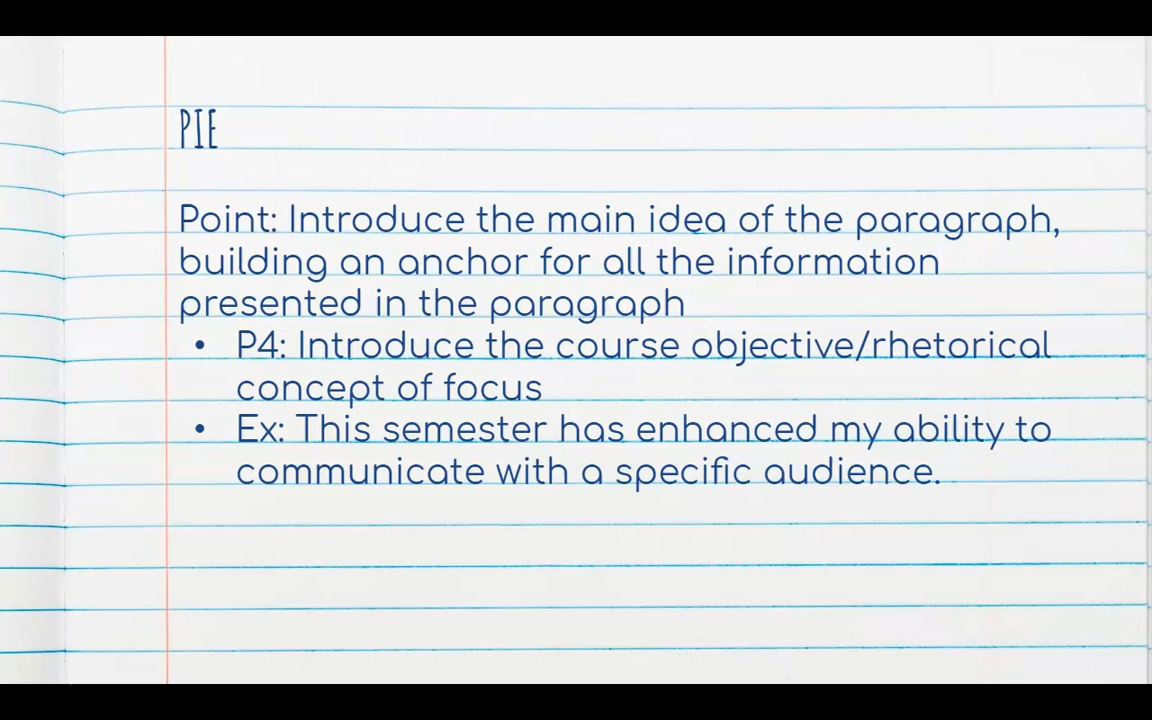 PIE
Point: Introduce the main idea of the paragraph,
building an anchor for all the information
presented in the paragraph
• P4: Introduce the course objective/rhetorical
concept of focus
• Ex: This semester has enhanced my ability to
communicate with a specific audience.